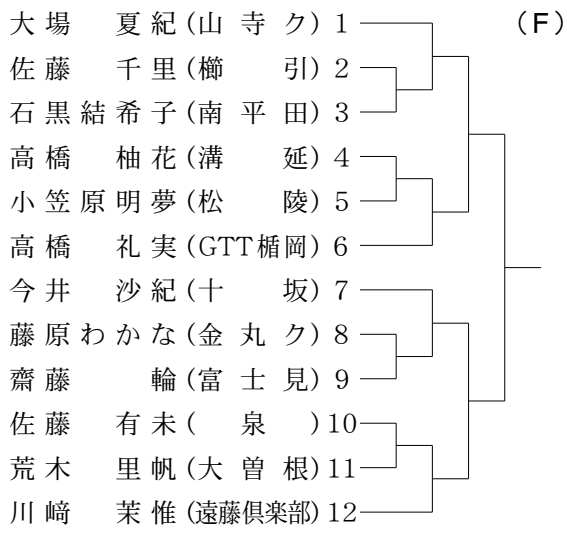 (F)
大場 夏紀(山寺ク) 1
佐藤 千里(櫛引) 2
石黒結希子(南平田) 3
高橋 柚花(溝延) 4
小笠原明夢(松陵) 5
高橋 礼実(GTT楯岡) 6
今井 沙紀(十坂) 7
藤原わかな(金丸ク) 8
齋藤 輪(富士見) 9
佐藤 有未(泉) 10
荒木 里帆(大曽根) 11
川﨑 茉惟(遠藤倶楽部) 12